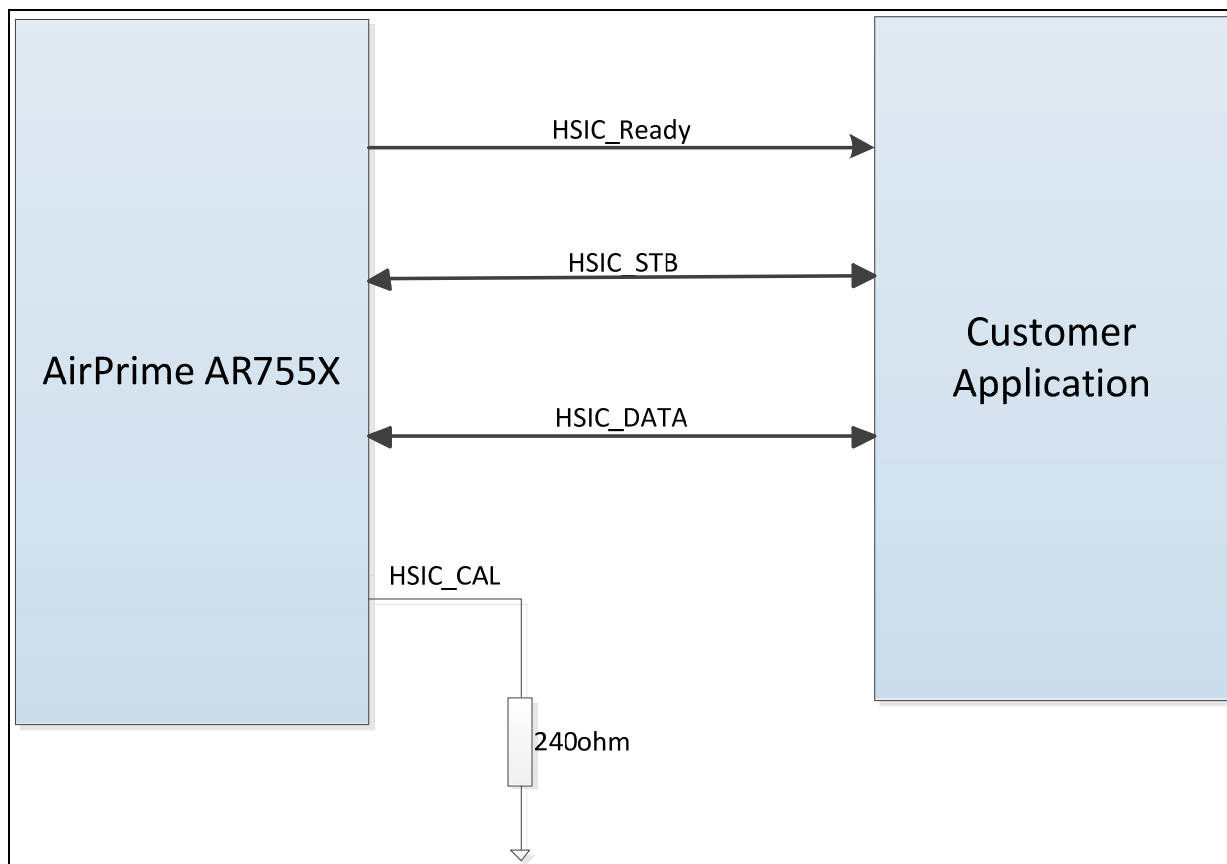 HSIC_Ready
HSIC_STB
AirPrime AR755X
Customer
Application
HSIC_DATA
HSIC_CAL
240ohm